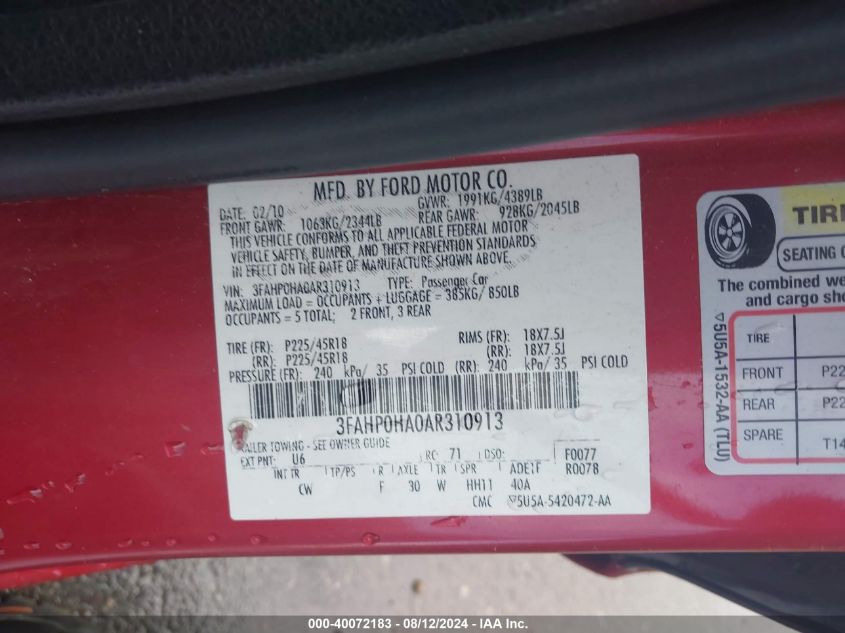 MFD. BY FORD MOTOR CO.
DATE: 02/10 GVWR: 1991KG/4389LB
FRONT GAWR: 1063KG/2344LB REAR GAWR: 928KG/2045LB
THIS VEHICLE CONFORMS TO ALL APPLICABLE FEDERAL MOTOR
VEHICLE SAFETY, BUMPER, AND THEFT PREVENTION STANDARDS
IN EFFECT ON THE DATE OF MANUFACTURE SHOWN ABOVE.
VIN: 3FAHP0HA0AR310913 TYPE: Passenger Car
MAXIMUM LOAD = OCCUPANTS + LUGGAGE = 385KG/850LB
OCCUPANTS = 5 TOTAL; 2 FRONT, 3 REAR
TIRE (FR): P225/45R18 RIMS (FR): 18X7.5J
(RR): P225/45R18 (RR): 18X7.5J
PRESSURE (FR): 240 kPa/ 35 PSI COLD (RR): 240 kPa/ 35 PSI COLD
3FAHP0HA0AR310913
TRAILER TOWING - SEE OWNER GUIDE
EXT PNT: U6 RC: 71 DSO: F0077
R0078
INT TR TP/PS R AXLE TR SPR
CW F 30 W HH11 40A
CMC 5U5A-5420472-AA
TIRE
SEATING
The combined
and cargo
TIRE
FRONT P22
REAR P22
SPARE T14
5U5A-1532-AA (TLU)
000-40072183 - 08/12/2024 - IAAI.com.